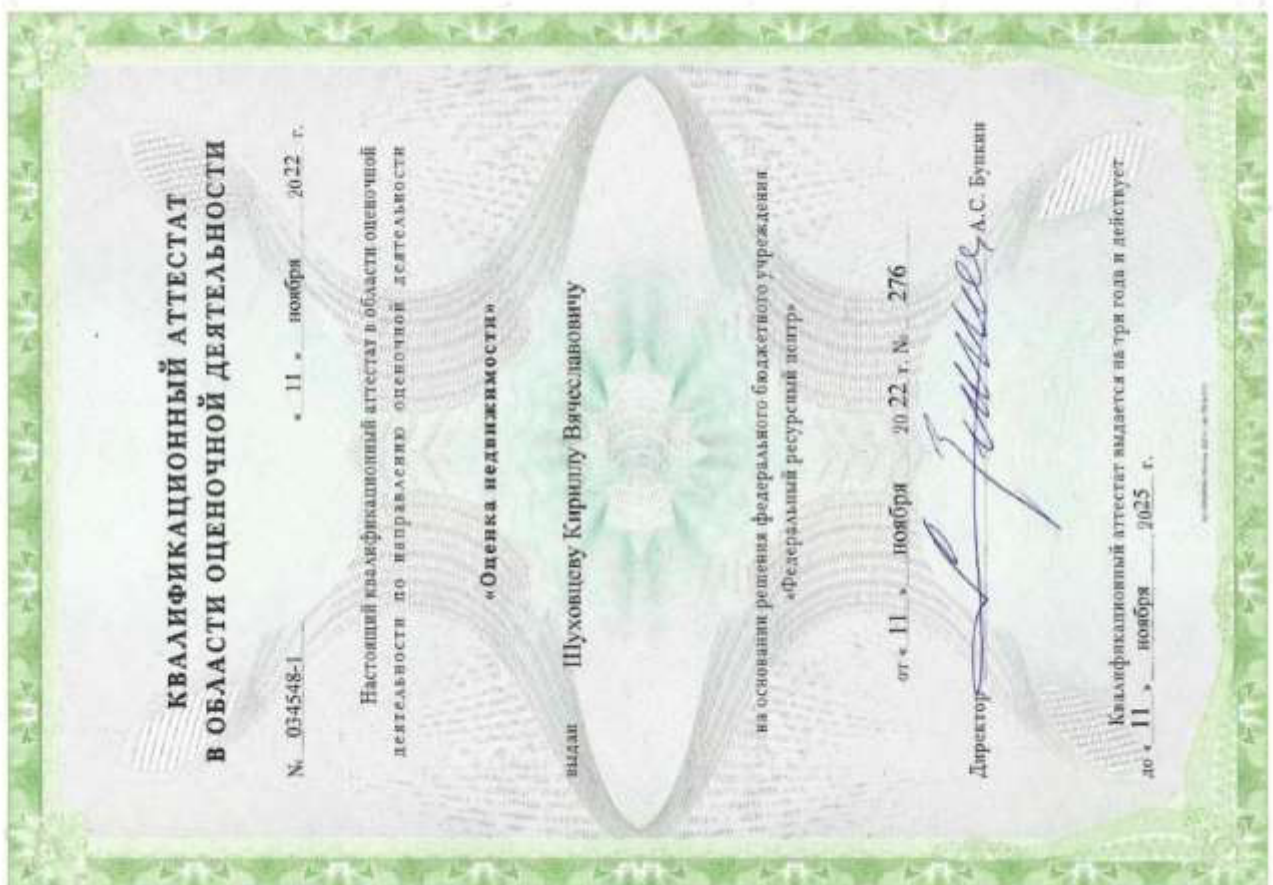 КВАЛИФИКАЦИОННЫЙ АТТЕСТАТ
В ОБЛАСТИ ОЦЕНОЧНОЙ ДЕЯТЕЛЬНОСТИ
№ 034548-1 « 11 » ноября 2022 г.
Настоящий квалификационный аттестат в области оценочной
деятельности по направлению оценочной деятельности
«Оценка недвижимости»
выдан Шуховцеву Кириллу Вячеславовичу
на основании решения федерального бюджетного учреждения
«Федеральный ресурсный центр»
от « 11 » ноября 2022 г. № 276
Директор А.С. Бункин
Квалификационный аттестат выдается на три года и действует
до « 11 » ноября 2025 г.